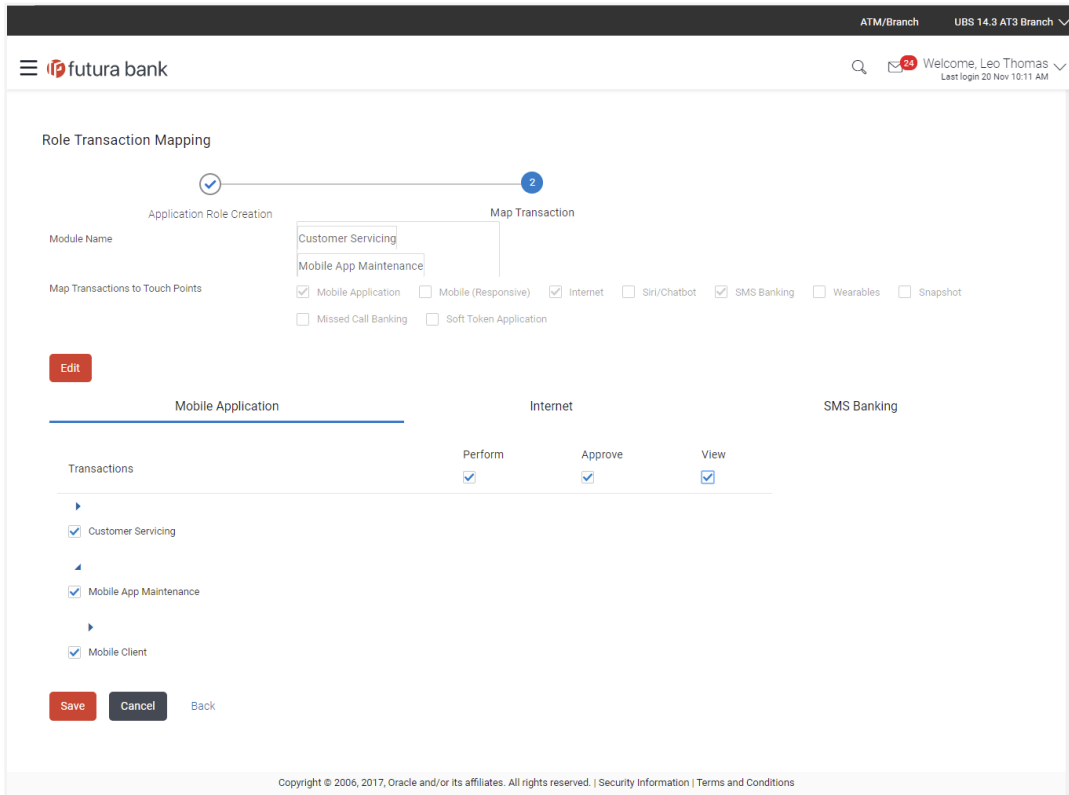 ATM/Branch UBS 14.3 AT3 Branch
futura bank 24 Welcome, Leo Thomas
Last login 20 Nov 10:11 AM
Role Transaction Mapping
2
Application Role Creation Map Transaction
Module Name Customer Servicing
Mobile App Maintenance
Map Transactions to Touch Points Mobile Application Mobile (Responsive) Internet Siri/Chatbot SMS Banking Wearables Snapshot
Missed Call Banking Soft Token Application
Edit
Mobile Application Internet SMS Banking
Transactions Perform Approve View
Customer Servicing
Mobile App Maintenance
Mobile Client
Save Cancel Back
Copyright © 2006, 2017, Oracle and/or its affiliates. All rights reserved. | Security Information | Terms and Conditions